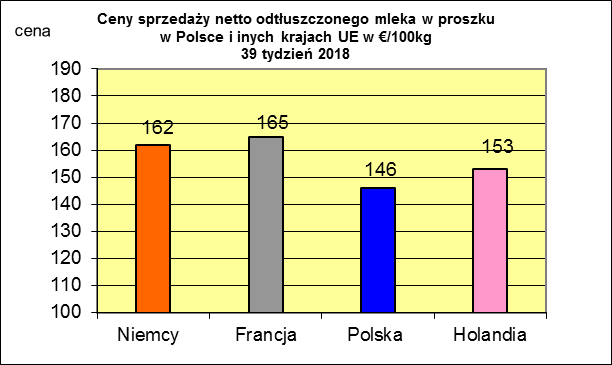 Ceny sprzedaży netto odtłuszczonego mleka w proszku
w Polsce i inych krajach UE w €/100kg
39 tydzień 2018
cena
190
180
170
160
150
140
130
120
110
100
162
165
146
153
Niemcy Francja Polska Holandia